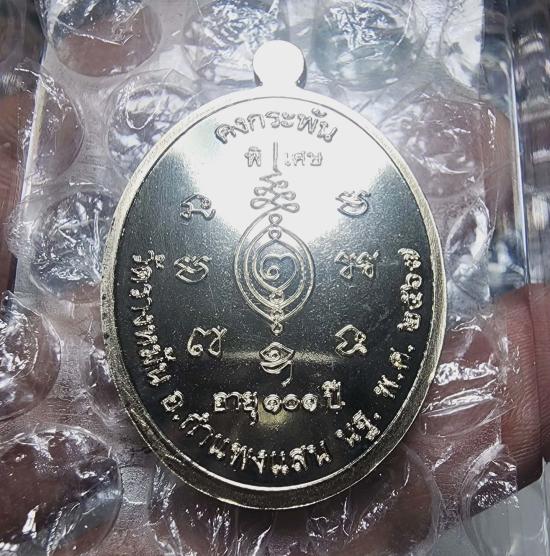 คงกระพัน
พิเศษ
อายุ ๑๐๑ ปี
วัดรางหมัน อ.กำแพงแสน นฐ. พ.ศ. ๒๕๖๗